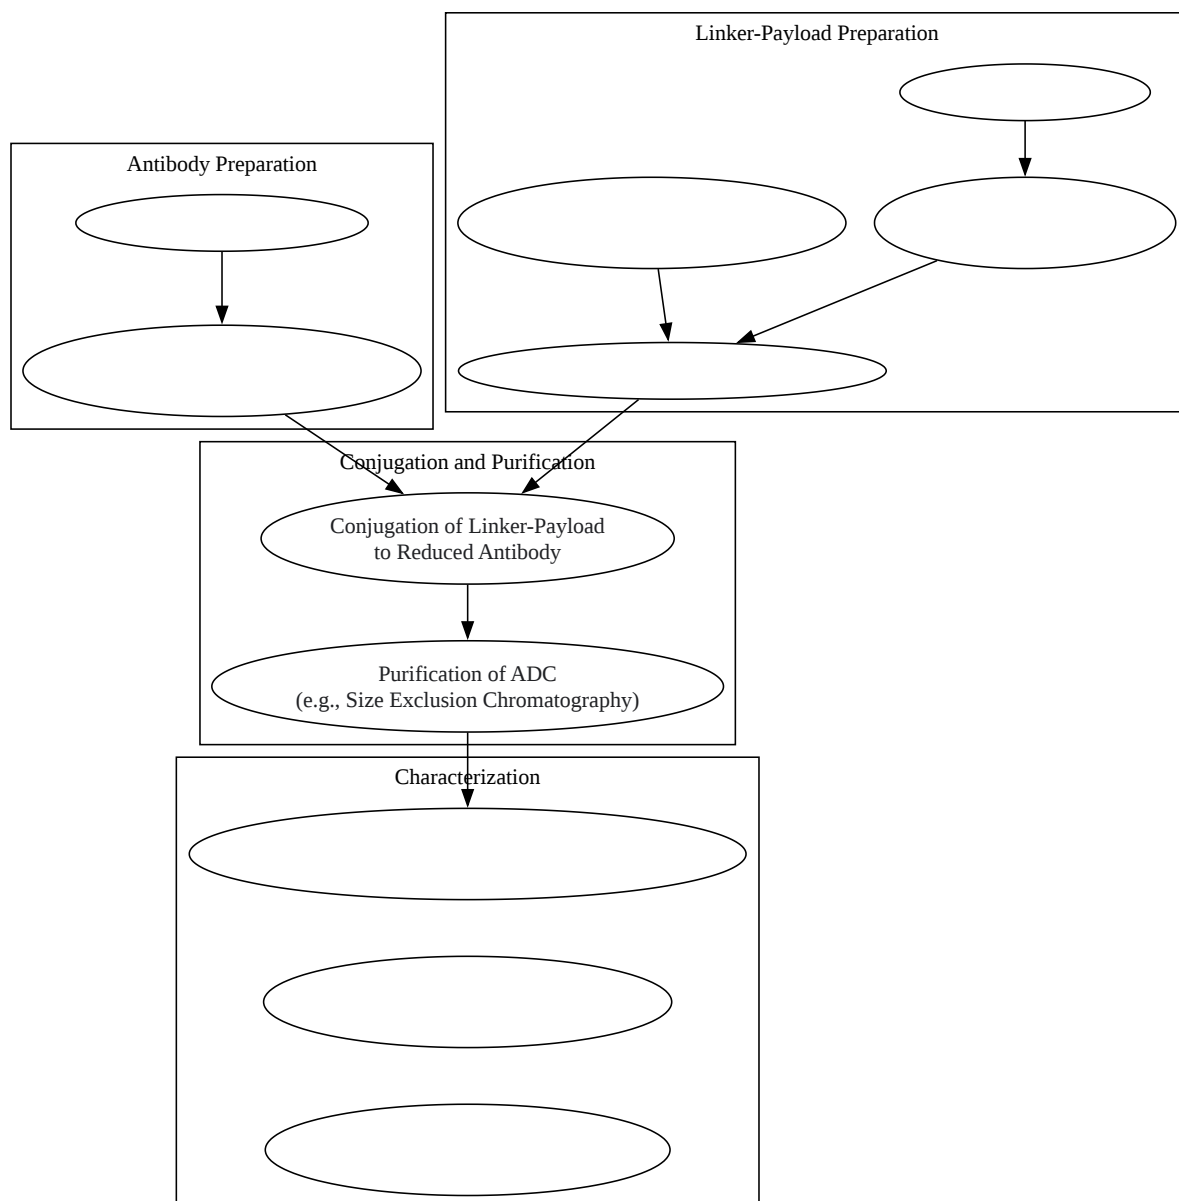 Linker-Payload Preparation
Antibody Preparation
Conjugation and Purification
Conjugation of Linker-Payload
to Reduced Antibody
Purification of ADC
(e.g., Size Exclusion Chromatography)
Characterization